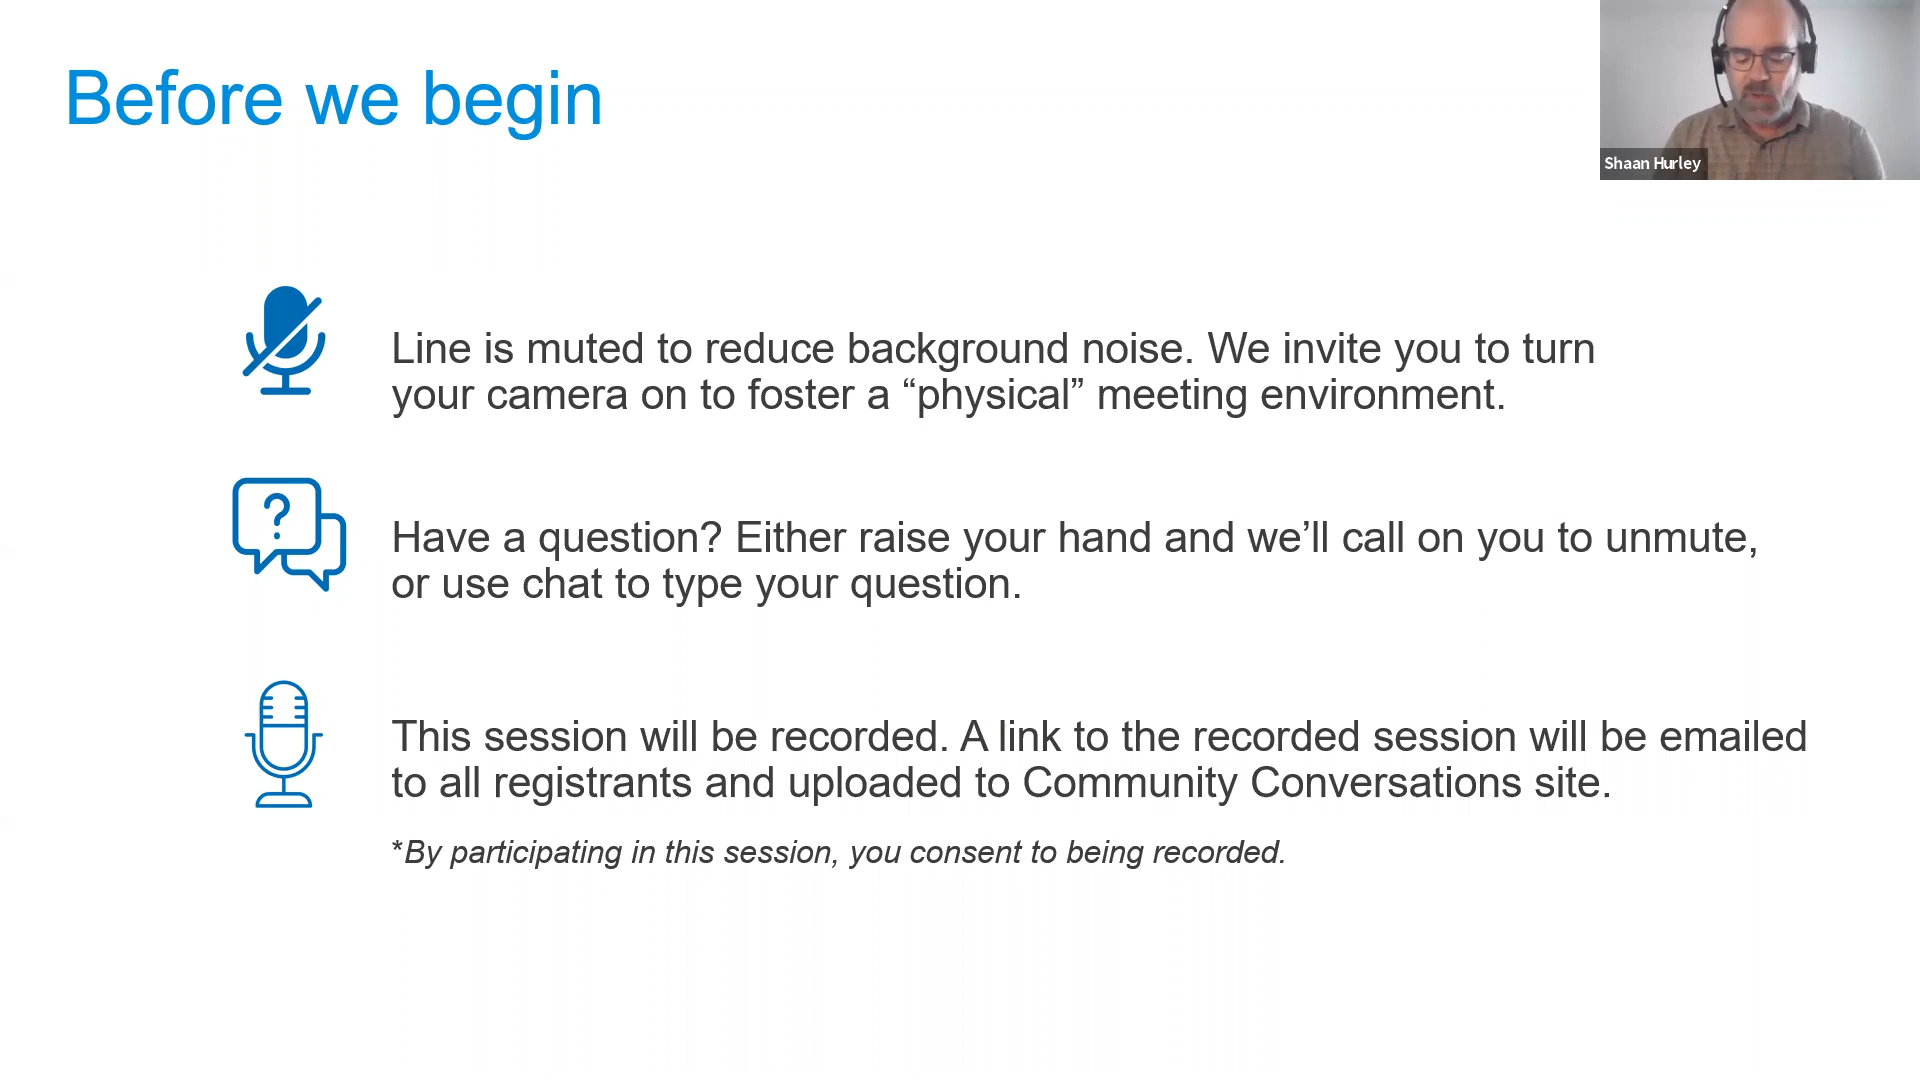 Before we begin
Shaan Hurley
Line is muted to reduce background noise. We invite you to turn
your camera on to foster a “physical” meeting environment.
?
Have a question? Either raise your hand and we’ll call on you to unmute,
or use chat to type your question.
This session will be recorded. A link to the recorded session will be emailed
to all registrants and uploaded to Community Conversations site.
*By participating in this session, you consent to being recorded.